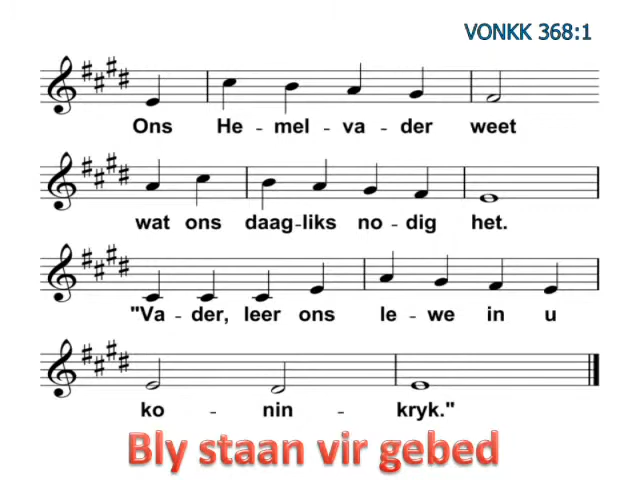 VONKK 368:1
Ons He - mel - va - der weet
wat ons daag - liks no - dig het.
"Va - der, leer ons le - we in u
ko - nin - kryk."
Bly staan vir gebed